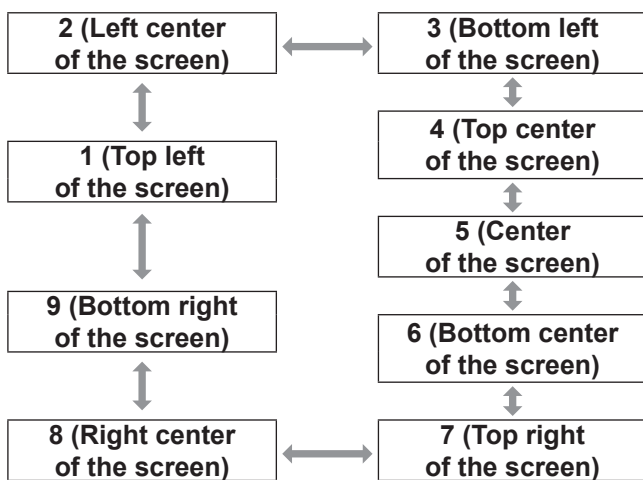 2 (Left center
of the screen)
3 (Bottom left
of the screen)
1 (Top left
of the screen)
4 (Top center
of the screen)
5 (Center
of the screen)
9 (Bottom right
of the screen)
6 (Bottom center
of the screen)
8 (Right center
of the screen)
7 (Top right
of the screen)